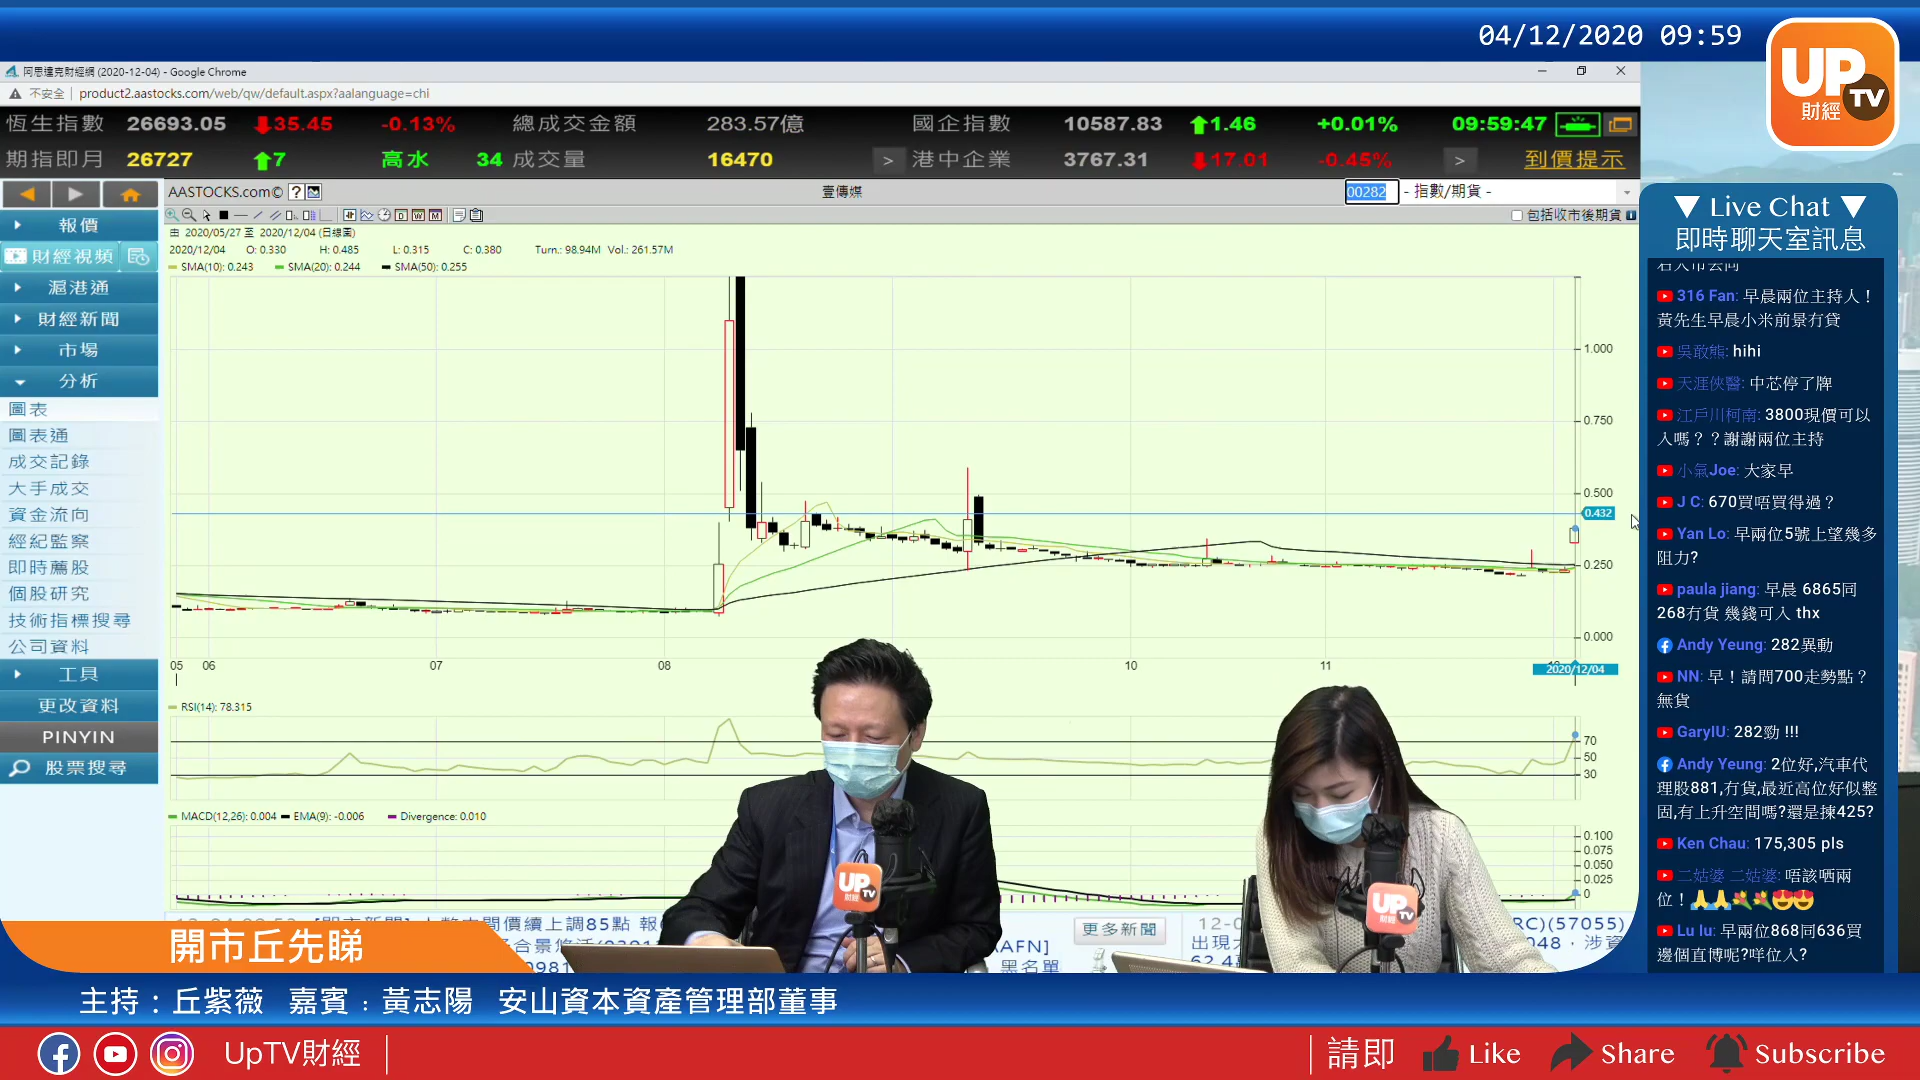 04/12/2020 09:59
UP TV 財經
阿思達克財經網 (2020-12-04) - Google Chrome
不安全 | product2.aastocks.com/web/qw/default.aspx?aalanguage=chi
恆生指數 26693.05 35.45 -0.13% 總成交金額 283.57億 國企指數 10587.83 1.46 +0.01% 09:59:47
期指即月 26727 7 高水 34 成交量 16470 > 港中企業 3767.31 17.01 -0.45% > 到價提示
AASTOCKS.com© ? 壹傳媒 00282 - 指數/期貨 -
包括收市後期貨
報價
財經視頻
滬港通
財經新聞
市場
分析
圖表
圖表通
成交記錄
大手成交
資金流向
經紀監察
即時薦股
個股研究
技術指標搜尋
公司資料
工具
更改資料
PINYIN
股票搜尋
由 2020/05/27 至 2020/12/04 (日線圖)
2020/12/04 O: 0.330 H: 0.485 L: 0.315 C: 0.380 Turn.: 98.94M Vol.: 261.57M
SMA(10): 0.243 SMA(20): 0.244 SMA(50): 0.255
1.000
0.750
0.500
0.432
0.250
0.000
05 06 07 08 10 11
2020/12/04
RSI(14): 78.315
70
50
30
MACD(12,26): 0.004 EMA(9): -0.006 Divergence: 0.010
0.100
0.075
0.050
0.025
0
更多新聞
RC)(57055)
AFN]
黑名單
▼ Live Chat ▼
即時聊天室訊息
316 Fan: 早晨兩位主持人！
黃先生早晨小米前景冇貸
吳敢熊: hihi
天涯俠醫: 中芯停了牌
江戶川柯南: 3800現價可以
入嗎？？謝謝兩位主持
小氣Joe: 大家早
J C: 670買唔買得過？
Yan Lo: 早兩位5號上望幾多
阻力?
paula jiang: 早晨 6865同
268冇貨 幾錢可入 thx
Andy Yeung: 282異動
NN: 早！請問700走勢點？
無貨
GaryIU: 282勁 !!!
Andy Yeung: 2位好,汽車代
理股881,冇貨,最近高位好似整
固,有上升空間嗎?還是揀425?
Ken Chau: 175,305 pls
二姑婆 二姑婆: 唔該哂兩
位！🙏🙏💐💐😍😍
Lu lu: 早兩位868同636買
邊個直博呢?咩位入?
UP TV 財經
UP TV 財經
開市丘先睇
主持：丘紫薇 嘉賓：黃志陽 安山資本資產管理部董事
UpTV財經
請即 Like Share Subscribe